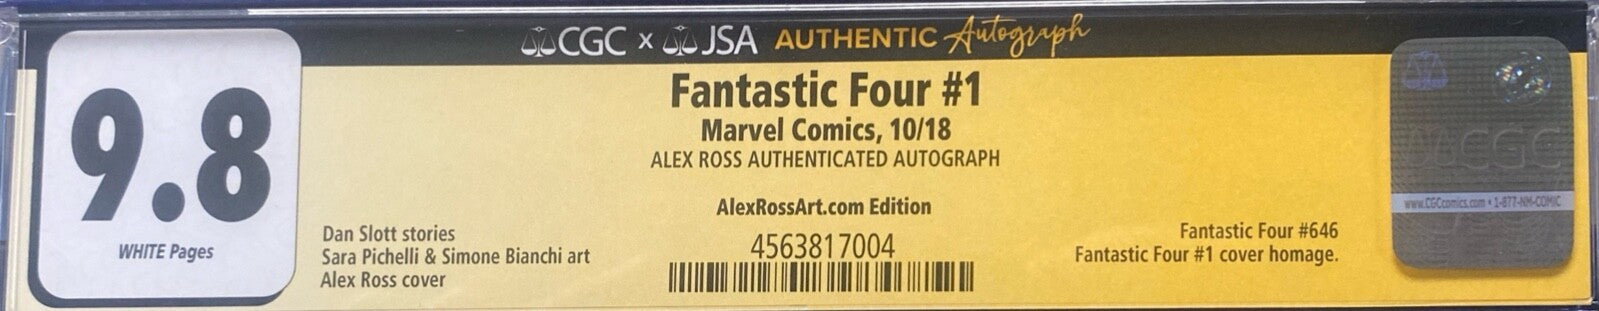 CGC x JSA AUTHENTIC Autograph
9.8
WHITE Pages
Fantastic Four #1
Marvel Comics, 10/18
ALEX ROSS AUTHENTICATED AUTOGRAPH
AlexRossArt.com Edition
4563817004
Dan Slott stories
Sara Pichelli & Simone Bianchi art
Alex Ross cover
Fantastic Four #646
Fantastic Four #1 cover homage.
CGC
www.CGCcomics.com • 1-877-NM-COMIC